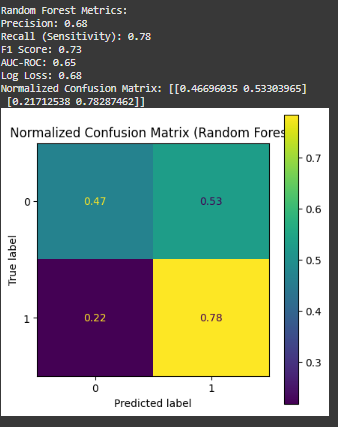 Random Forest Metrics:
Precision: 0.68
Recall (Sensitivity): 0.78
F1 Score: 0.73
AUC-ROC: 0.65
Log Loss: 0.68
Normalized Confusion Matrix: [[0.46696035 0.53303965]
[0.21712538 0.78287462]]
Normalized Confusion Matrix (Random Fores
0.7
0.6
0.5
0.4
0.3
True label
0
1
0.47
0.53
0.22
0.78
0
1
Predicted label